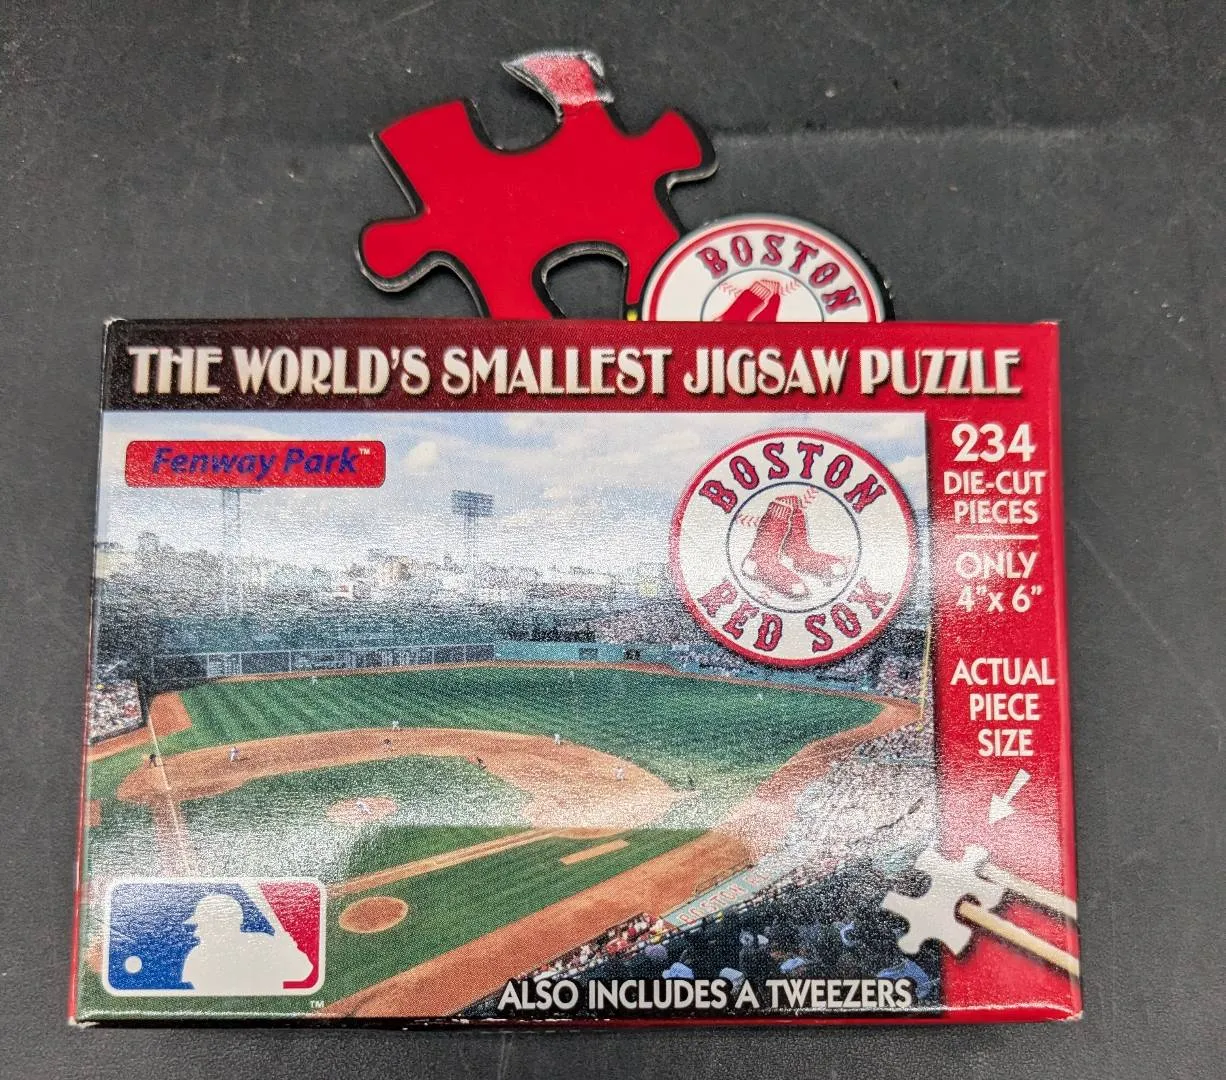 BOSTON
THE WORLD'S SMALLEST JIGSAW PUZZLE
Fenway Park™
BOSTON
RED SOX
234
DIE-CUT
PIECES
ONLY
4"x 6"
ACTUAL
PIECE
SIZE
TM
ALSO INCLUDES A TWEEZERS